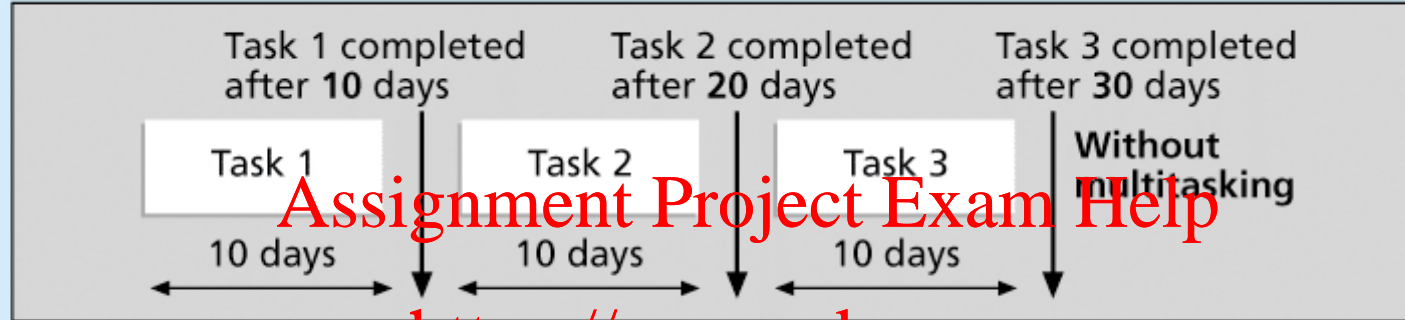 Task 1 completed
after 10 days
Task 2 completed
after 20 days
Task 3 completed
after 30 days
Task 1
Task 2
Task 3
Without
multitasking
Assignment Project Exam Help
10 days
10 days
10 days